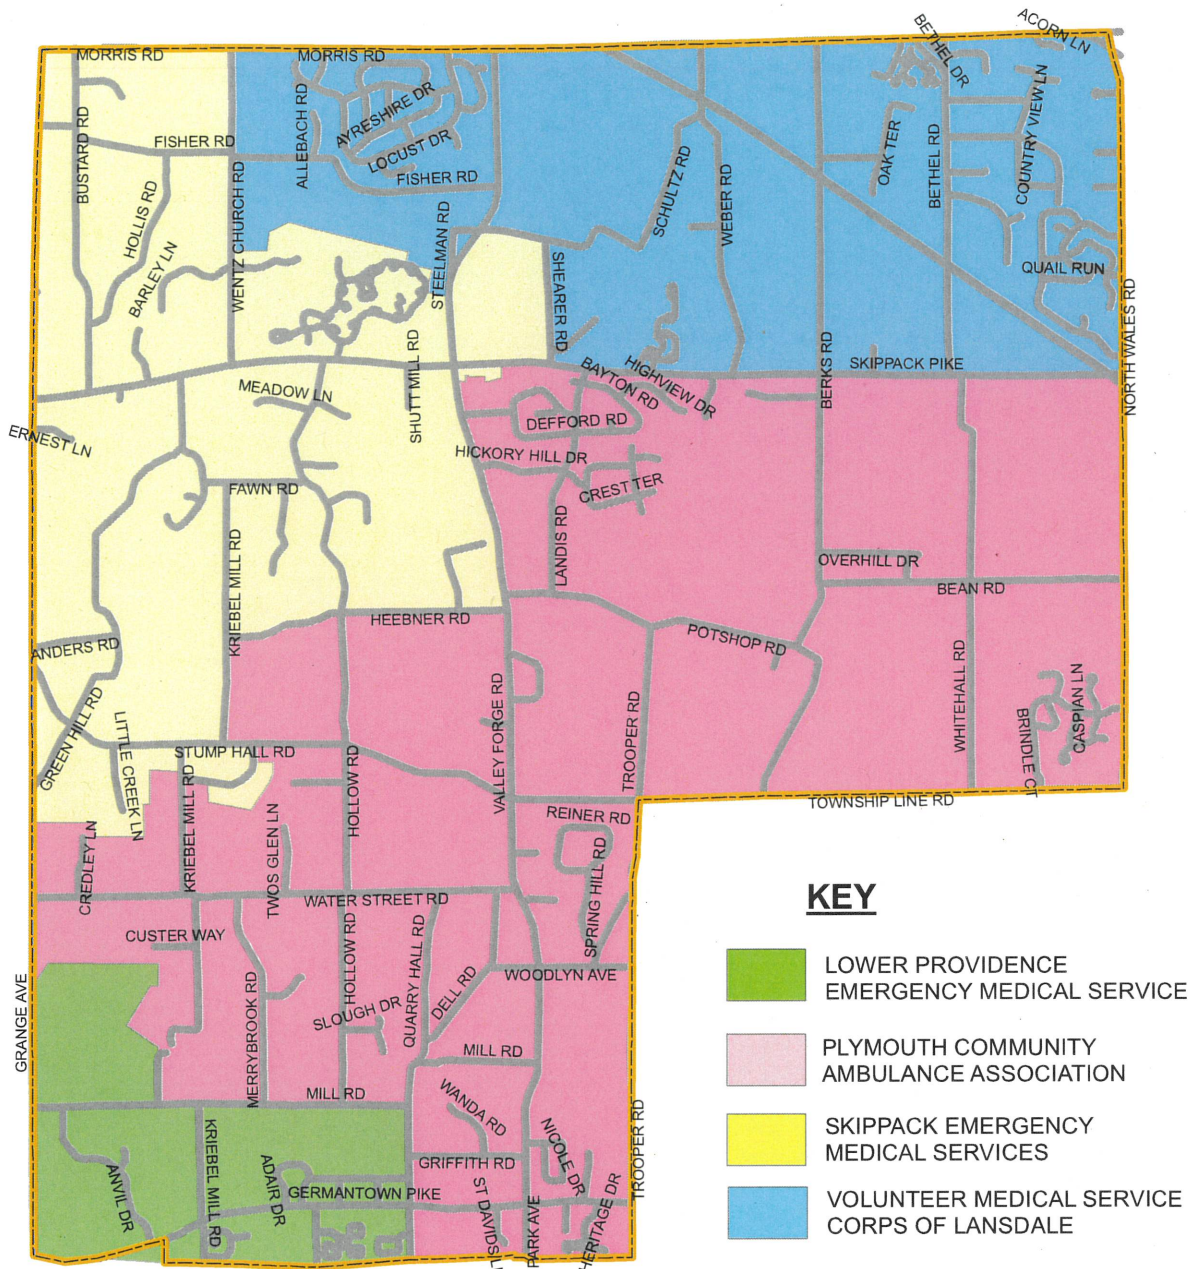 ACORN LN
BETHEL DR
MORRIS RD
MORRIS RD
ALLEBACH RD
AYRESHIRE DR
LOCUST DR
FISHER RD
FISHER RD
BUSTARD RD
HOLLIS RD
BARLEY LN
WENTZ CHURCH RD
STEELMAN RD
SHEARER RD
SCHULTZ RD
WEBER RD
OAK TER
BETHEL RD
COUNTRY VIEW LN
QUAIL RUN
NORTH WALES RD
BERKS RD
SKIPPACK PIKE
SHUTT MILL RD
MEADOW LN
ERNEST LN
BAYTON RD
HIGHVIEW DR
DEFFORD RD
HICKORY HILL DR
CREST TER
FAWN RD
KRIEBEL MILL RD
LANDIS RD
OVERHILL DR
BEAN RD
HEEBNER RD
POTSHOP RD
ANDERS RD
GREEN HILL RD
LITTLE CREEK LN
STUMP HALL RD
KRIEBEL MILL RD
HOLLOW RD
VALLEY FORGE RD
TROOPER RD
WHITEHALL RD
BRINDLE CT
CASPIAN LN
TOWNSHIP LINE RD
REINER RD
SPRING HILL RD
CREDLEY LN
TWOS GLEN LN
WATER STREET RD
CUSTER WAY
HOLLOW RD
QUARRY HALL RD
DELL RD
WOODLYN AVE
MERRYBROOK RD
SLOUGH DR
GRANGE AVE
MILL RD
MILL RD
WANDA RD
NICOLE DR
TROOPER RD
GRIFFITH RD
KRIEBEL MILL RD
ANVIL DR
ADAIR DR
GERMANTOWN PIKE
ST DAVIDS
PARK AVE
HERITAGE DR
KEY
LOWER PROVIDENCE
EMERGENCY MEDICAL SERVICE
PLYMOUTH COMMUNITY
AMBULANCE ASSOCIATION
SKIPPACK EMERGENCY
MEDICAL SERVICES
VOLUNTEER MEDICAL SERVICE
CORPS OF LANSDALE